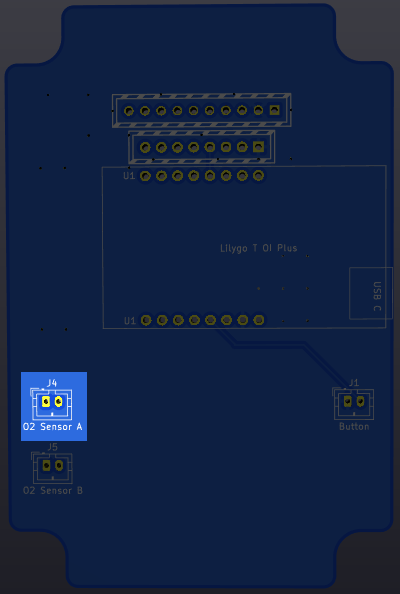 U1
LIlygo T OI Plus
USB C
U1
J4
O2 Sensor A
J1
Button
J5
O2 Sensor B